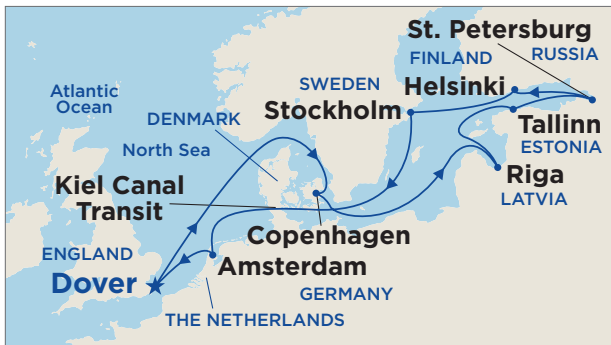 St. Petersburg
FINLAND
RUSSIA
Atlantic
Ocean
SWEDEN
Helsinki
Stockholm
DENMARK
Tallinn
ESTONIA
North Sea
Riga
LATVIA
Kiel Canal
Transit
Copenhagen
ENGLAND
Amsterdam
Dover
GERMANY
THE NETHERLANDS